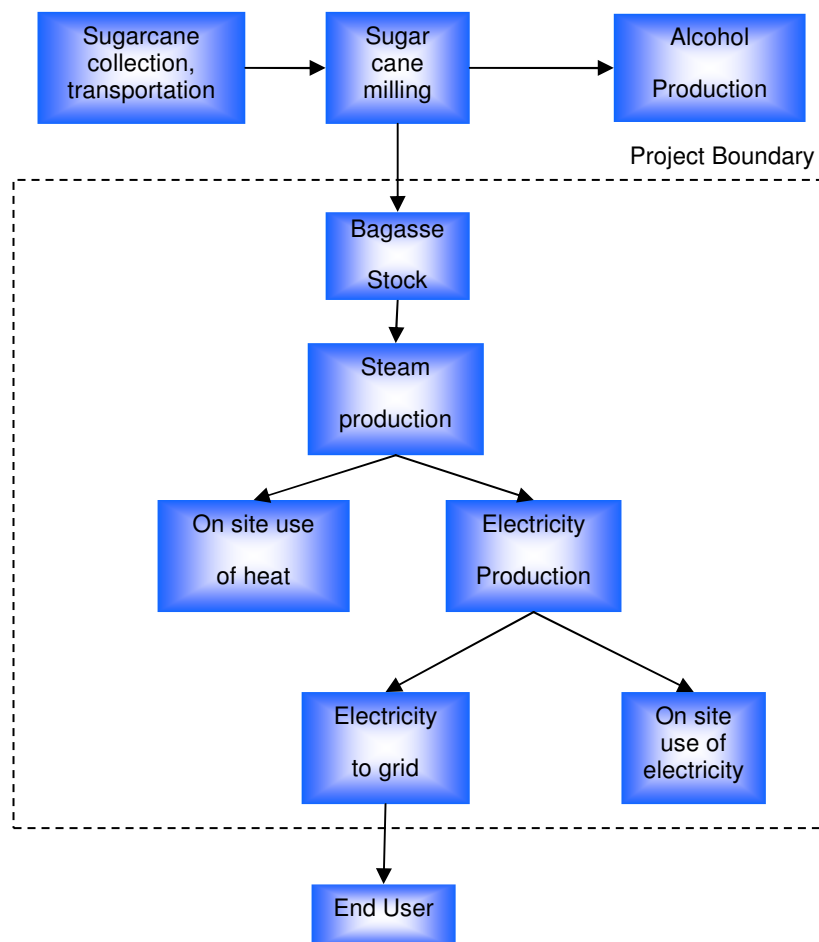 Sugarcane
collection,
transportation
Sugar
cane
milling
Alcohol
Production
Project Boundary
Bagasse
Stock
Steam
production
On site use
of heat
Electricity
Production
Electricity
to grid
On site
use of
electricity
End User